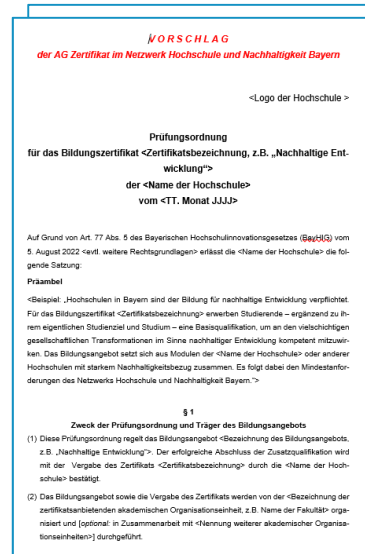 VORSCHLAG
der AG Zertifikat im Netzwerk Hochschule und Nachhaltigkeit Bayern
<Logo der Hochschule >
Prüfungsordnung
für das Bildungszertifikat <Zertifikatsbezeichnung, z.B. „Nachhaltige Ent-
wicklung“>
der <Name der Hochschule>
vom <TT. Monat JJJJ>
Auf Grund von Art. 77 Abs. 5 des Bayerischen Hochschulinnovationsgesetzes (BayHIG) vom
5. August 2022 <evtl. weitere Rechtsgrundlagen> erlässt die <Name der Hochschule> die fol-
gende Satzung:
Präambel
<Beispiel: „Hochschulen in Bayern sind der Bildung für nachhaltige Entwicklung verpflichtet.
Für das Bildungszertifikat <Zertifikatsbezeichnung> erwerben Studierende – ergänzend zu ih-
rem eigentlichen Studienziel und Studium – eine Basisqualifikation, um an den vielschichtigen
gesellschaftlichen Transformationen im Sinne nachhaltiger Entwicklung kompetent mitzuwir-
ken. Das Bildungsangebot setzt sich aus Modulen der <Name der Hochschule> oder anderer
Hochschulen mit starkem Nachhaltigkeitsbezug zusammen. Es folgt dabei den Mindestanfor-
derungen des Netzwerks Hochschule und Nachhaltigkeit Bayern.“>
§ 1
Zweck der Prüfungsordnung und Träger des Bildungsangebots
(1) Diese Prüfungsordnung regelt das Bildungsangebot <Bezeichnung des Bildungsangebots,
z.B. „Nachhaltige Entwicklung“>. Der erfolgreiche Abschluss der Zusatzqualifikation wird
mit der Vergabe des Zertifikats <Zertifikatsbezeichnung> durch die <Name der Hoch-
schule> bestätigt.
(2) Das Bildungsangebot sowie die Vergabe des Zertifikats werden von der <Bezeichnung der
zertifikatsanbietenden akademischen Organisationseinheit, z.B. Name der Fakultät> orga-
nisiert und [optional: in Zusammenarbeit mit <Nennung weiterer akademischer Organisa-
tionseinheiten>] durchgeführt.